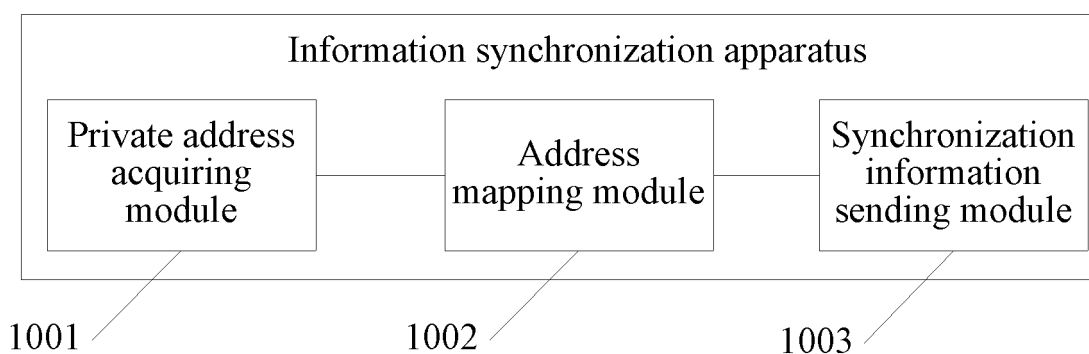 Information synchronization apparatus
Private address
acquiring
module
Address
mapping module
Synchronization
information
sending module
1001
1002
1003